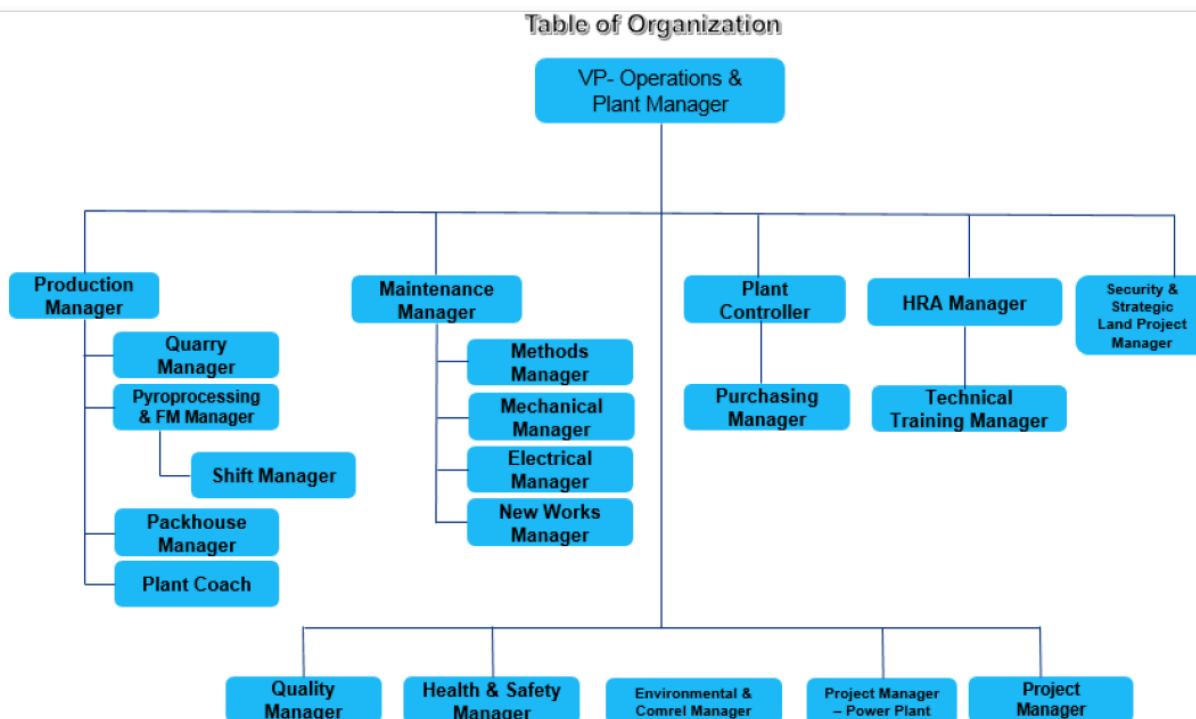 Table of Organization
VP- Operations &
Plant Manager
Production
Manager
Quarry
Manager
Pyroprocessing
& FM Manager
Shift Manager
Packhouse
Manager
Plant Coach
Maintenance
Manager
Methods
Manager
Mechanical
Manager
Electrical
Manager
New Works
Manager
Plant
Controller
Purchasing
Manager
HRA Manager
Technical
Training Manager
Security &
Strategic
Land Project
Manager
Quality
Manager
Health & Safety
Manager
Environmental &
Comrel Manager
Project Manager
– Power Plant
Project
Manager